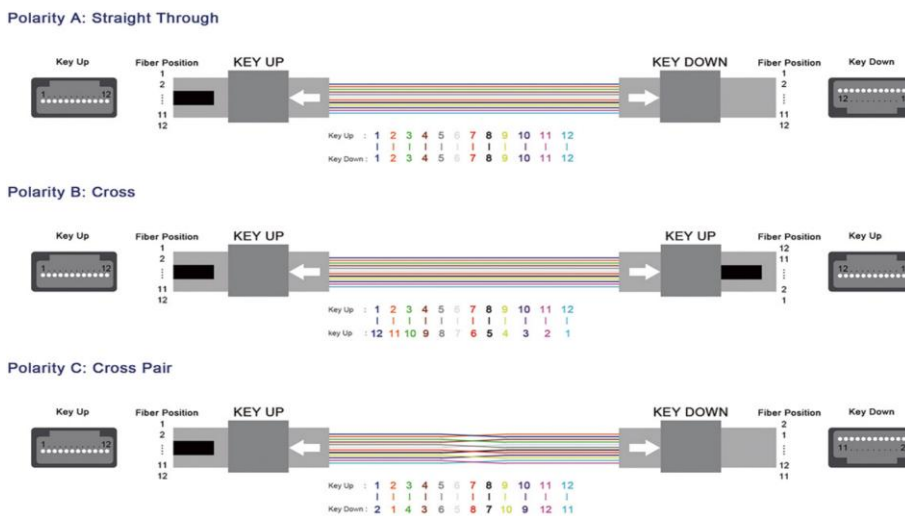 Polarity A: Straight Through
Key Up Fiber Position KEY UP KEY DOWN Fiber Position Key Down
1 1
2 2
1 12 12 1
11 11
12 12
Key Up : 1 2 3 4 5 6 7 8 9 10 11 12
Key Down : 1 2 3 4 5 6 7 8 9 10 11 12
Polarity B: Cross
Key Up Fiber Position KEY UP KEY UP Fiber Position Key Up
1 12
2 11
1 12 12 1
11 2
12 1
Key Up : 1 2 3 4 5 6 7 8 9 10 11 12
key Up : 12 11 10 9 8 7 6 5 4 3 2 1
Polarity C: Cross Pair
Key Up Fiber Position KEY UP KEY DOWN Fiber Position Key Down
1 2
2 1
1 12 11 2
11 12
12 11
Key Up : 1 2 3 4 5 6 7 8 9 10 11 12
Key Down : 2 1 4 3 6 5 8 7 10 9 12 11